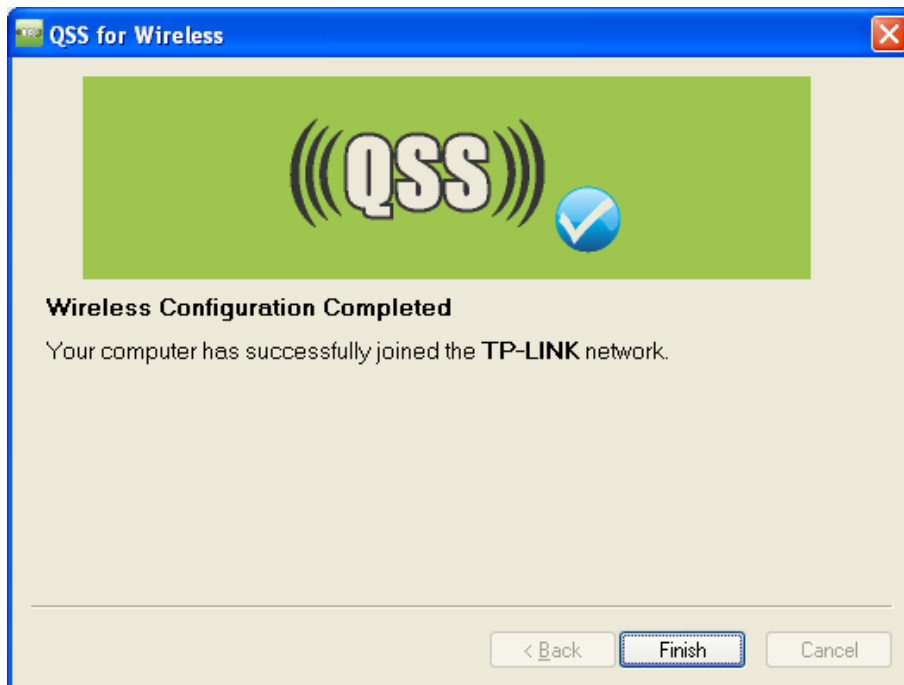 QSS for Wireless
QSS
Wireless Configuration Completed
Your computer has successfully joined the TP-LINK network.
< Back
Finish
Cancel